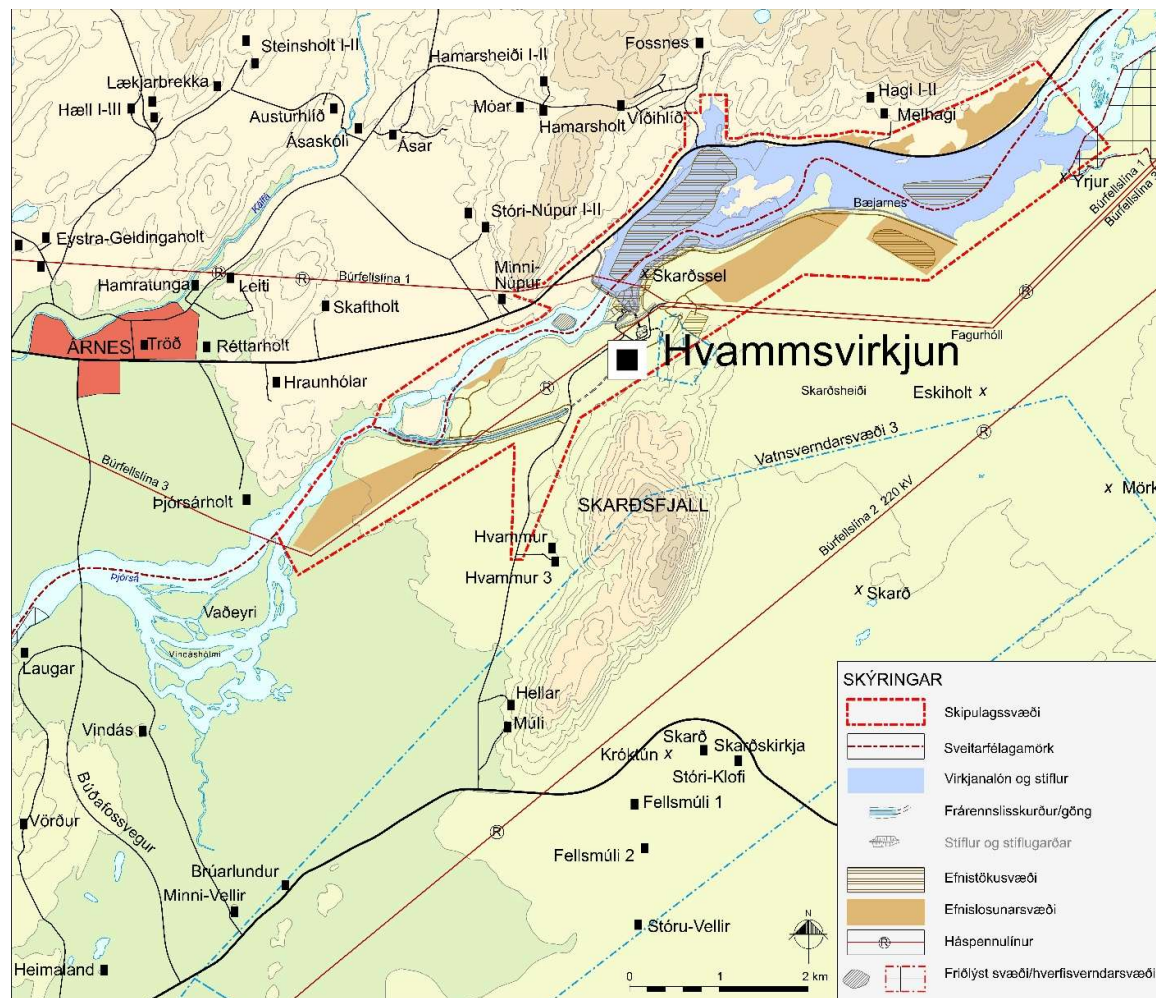 Steinsholt I-II
Lækjarbrekka
Hæll I-III
Austurhlíð
Ásaskóli
Ásar
Hamarsheiði I-II
Móar
Hamarsholt
Fossnes
Víðihlíð
Hagi I-II
Melhagi
Yrjur
Búrfellslína 1
Búrfellslína 3
Kálfá
Stóri-Núpur I-II
Bæjarnes
Eystra-Geldingaholt
Búrfellslína 1
R
R
Minni-
Núpur
Skarðssel
R
Hamratunga
Leiti
Skaftholt
ÁRNES
Tröð
Réttarholt
Fagurhóll
Hvammsvirkjun
Hraunhólar
R
Skarðsheiði
Eskiholt
R
Búrfellslína 3
Vatnsverndarsvæði 3
Þjórsárholt
SKARÐSFJALL
Mörk
Búrfellslína 2 220 kV
Hvammur
Hvammur 3
Þjórsá
Skarð
Vaðeyri
Vindáshólmi
Laugar
Hellar
Múli
Vindás
Búðafossvegur
Króktún
Skarð
Skarðskirkja
Stóri-Klofi
Vörður
Fellsmúli 1
R
Fellsmúli 2
Brúarlundur
Minni-Vellir
Stóru-Vellir
Heimaland
N
0 1 2 km
SKÝRINGAR
Skipulagssvæði
Sveitarfélagamörk
Virkjanalón og stíflur
Frárennslisskurður/göng
Stíflur og stíflugarðar
Efnistökusvæði
Efnislosunarsvæði
R
Háspennulínur
Friðlýst svæði/hverfisverndarsvæði